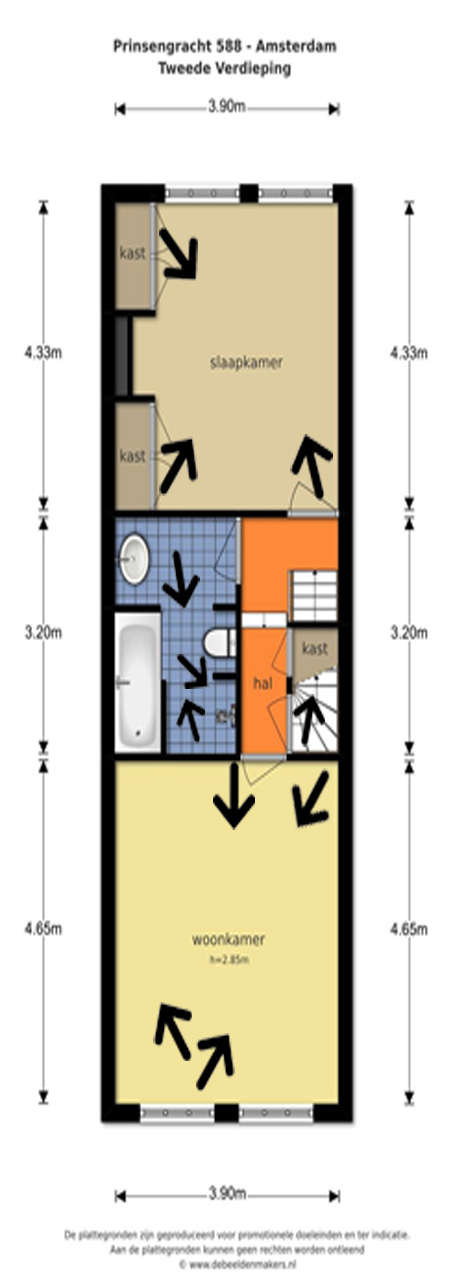 Prinsengracht 588 - Amsterdam
Tweede Verdieping
3.90m
kast
4.33m
slaapkamer
4.33m
kast
3.20m
kast
3.20m
hal
4.65m
woonkamer
4.65m
h=2.85m
3.90m
De plattegronden zijn geproduceerd voor promotionele doeleinden en ter indicatie.
Aan de plattegronden kunnen geen rechten worden ontleend
© www.debeeldenmakers.nl